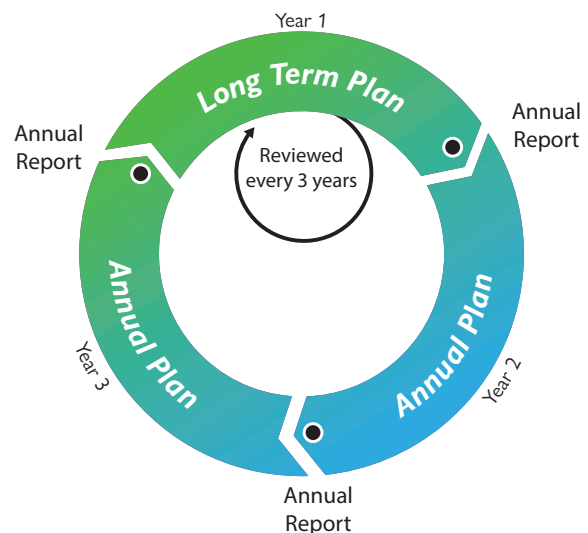 Year 1
Long Term Plan
Annual
Report
Reviewed
every 3 years
Annual
Report
Annual Plan
Year 2
Annual
Report
Annual Plan
Year 3